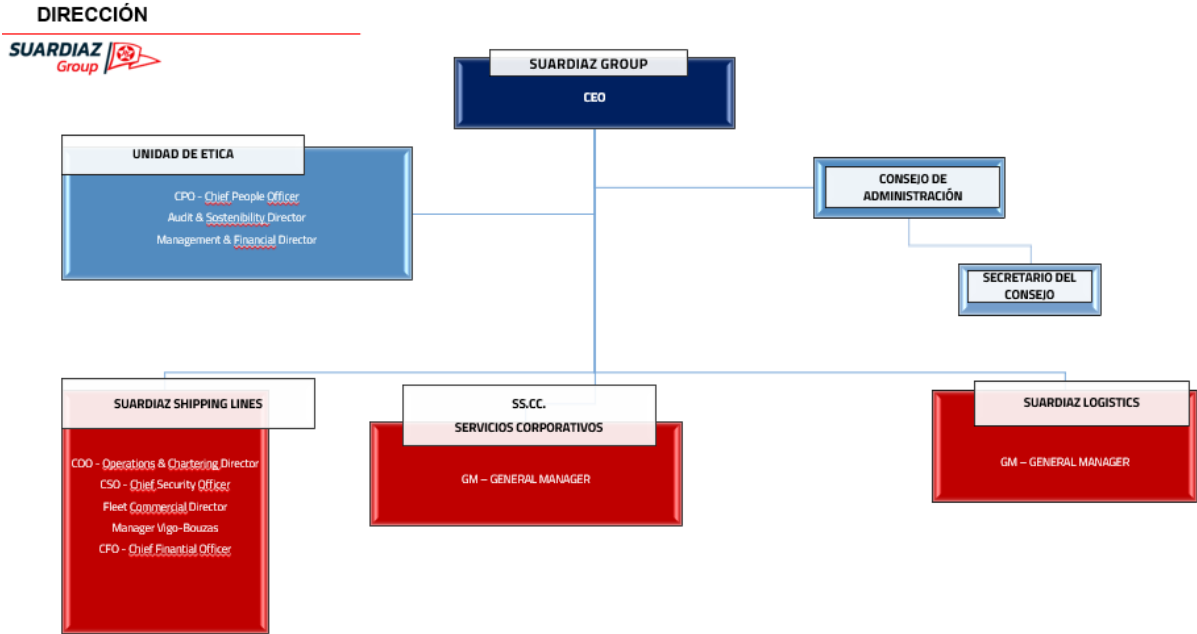 DIRECCIÓN
SUARDIAZ
Group
SUARDIAZ GROUP
CEO
UNIDAD DE ETICA
CPO - Chief People Officer
Audit & Sostenibility Director
Management & Financial Director
CONSEJO DE
ADMINISTRACIÓN
SECRETARIO DEL
CONSEJO
SUARDIAZ SHIPPING LINES
COO - Operations & Chartering Director
CSO - Chief Security Officer
Fleet Commercial Director
Manager Vigo-Bouzas
CFO - Chief Finantial Officer
SS.CC.
SERVICIOS CORPORATIVOS
GM – GENERAL MANAGER
SUARDIAZ LOGISTICS
GM – GENERAL MANAGER